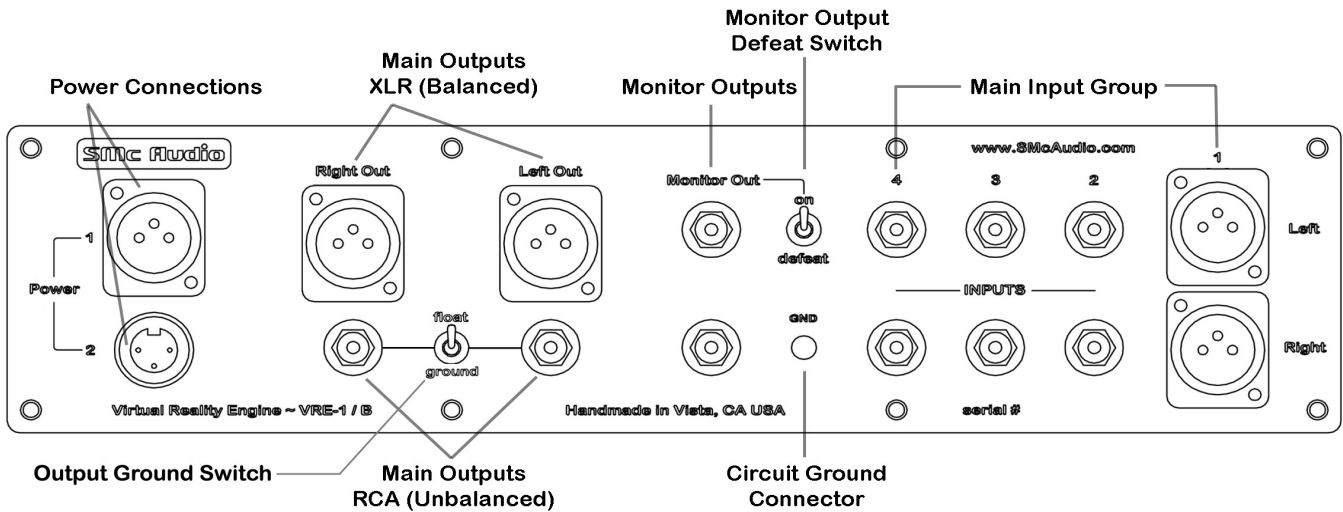 Monitor Output
Defeat Switch
Main Outputs
XLR (Balanced)
Power Connections
Monitor Outputs
Main Input Group
SMc Audio
www.SMcAudio.com
Right Out
Left Out
Monitor Out
4
3
2
1
on
defeat
Left
1
Power
2
INPUTS
float
ground
GND
Right
Virtual Reality Engine ~ VRE-1 / B
Handmade in Vista, CA USA
serial #
Output Ground Switch
Main Outputs
RCA (Unbalanced)
Circuit Ground
Connector